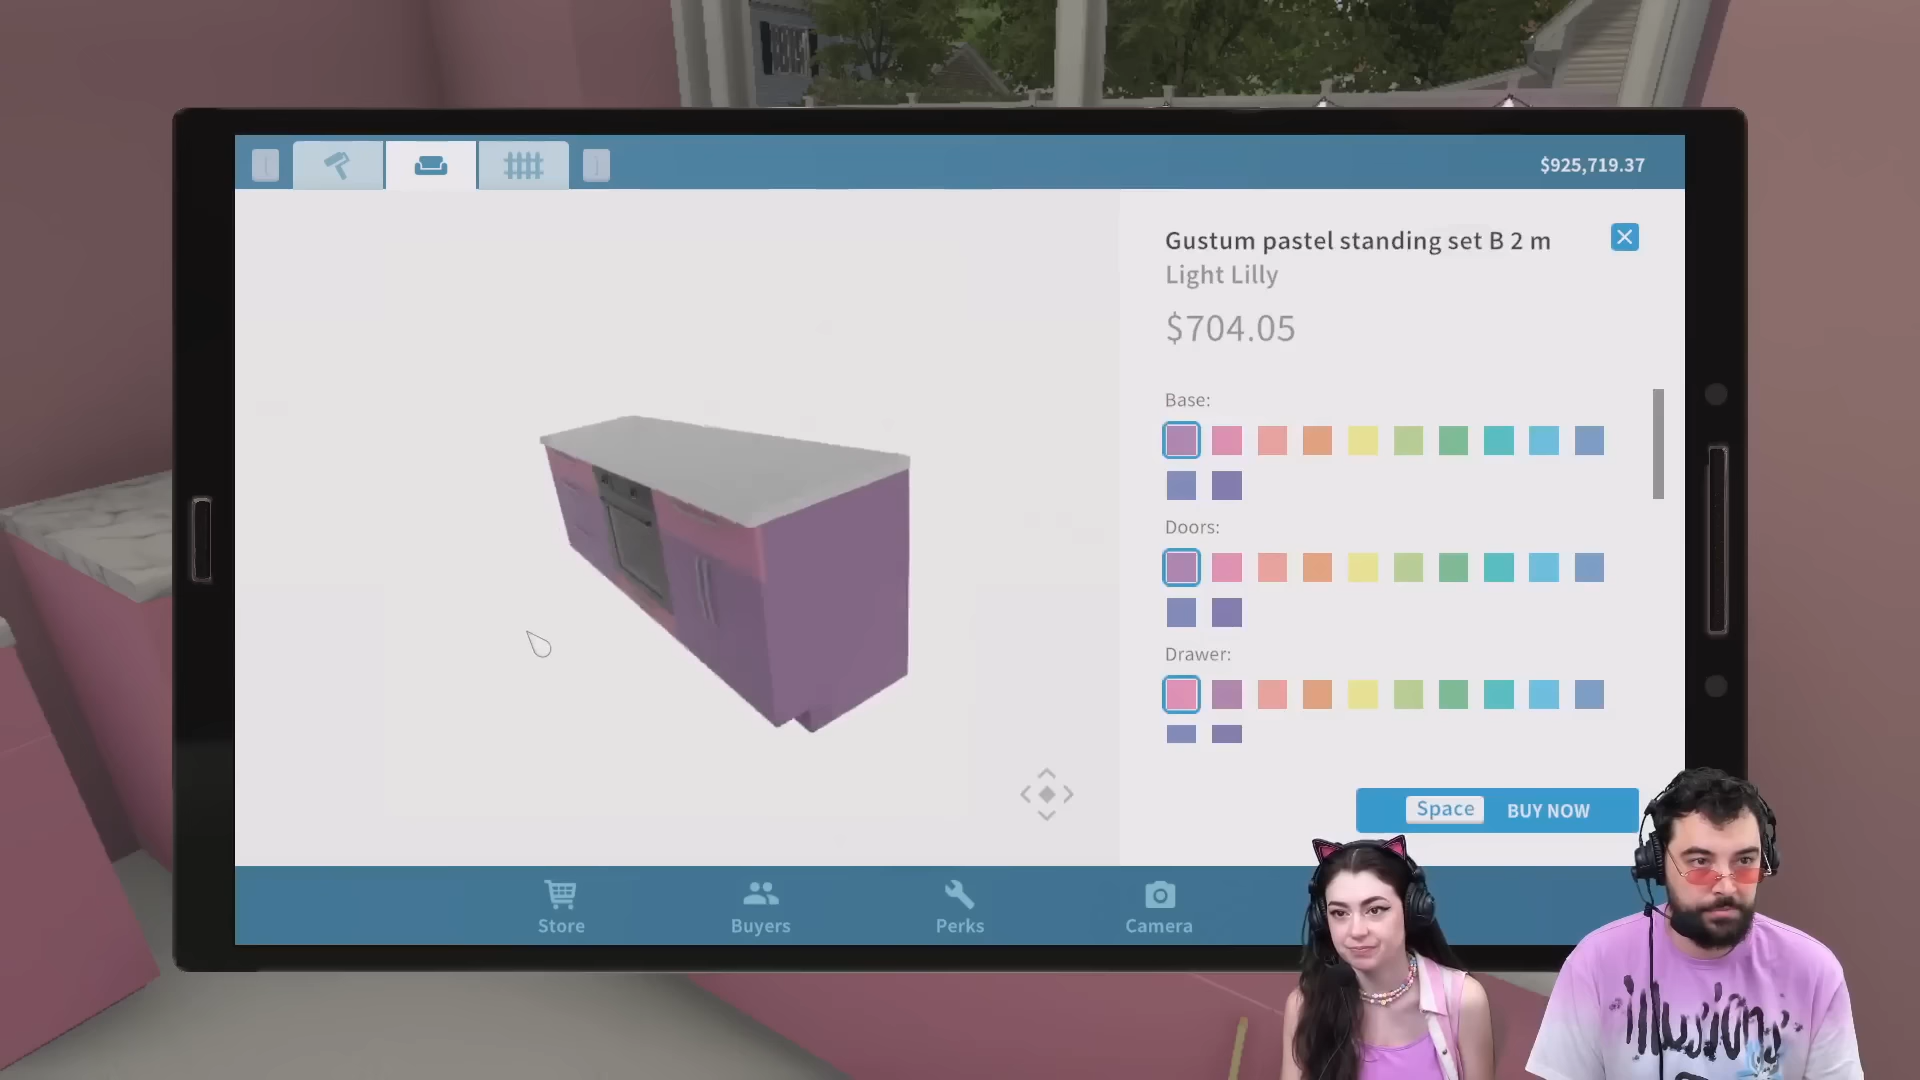 $925,719.37
Gustum pastel standing set B 2 m
Light Lilly
$704.05
Base:
Doors:
Drawer:
Space BUY NOW
Store Buyers Perks Camera
illusions